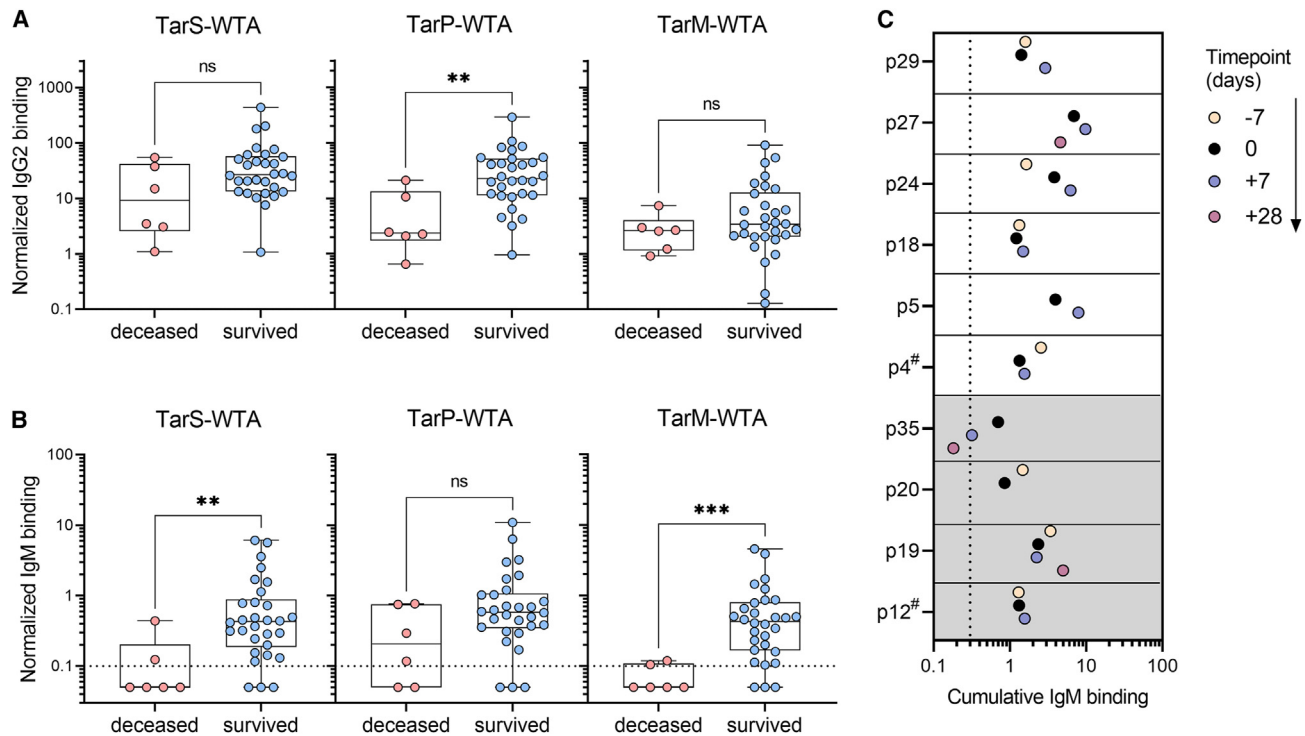 A
TarS-WTA
TarP-WTA
TarM-WTA
Normalized IgG2 binding
1000
100
10
1
0.1
ns
**
ns
deceased
survived
deceased
survived
deceased
survived
B
TarS-WTA
TarP-WTA
TarM-WTA
Normalized IgM binding
100
10
1
0.1
**
ns
***
deceased
survived
deceased
survived
deceased
survived
C
p29
p27
p24
p18
p5
p4#
p35
p20
p19
p12#
0.1
1
10
100
Cumulative IgM binding
Timepoint
(days)
-7
0
+7
+28